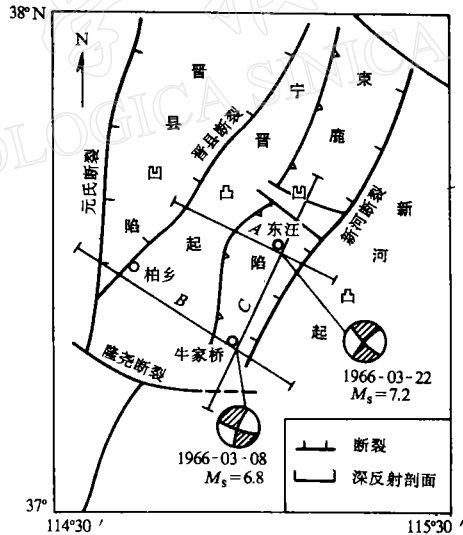 38°N
N
晋县凹陷
晋县断裂
宁晋凸起
束鹿凹陷
元氏断裂
新河断裂
新河凸起
A
东汪
柏乡
B
C
牛家桥
隆尧断裂
1966-03-22
Ms=7.2
1966-03-08
Ms=6.8
断裂
深反射剖面
37°
114°30′
115°30′
OLOGICA SINICA